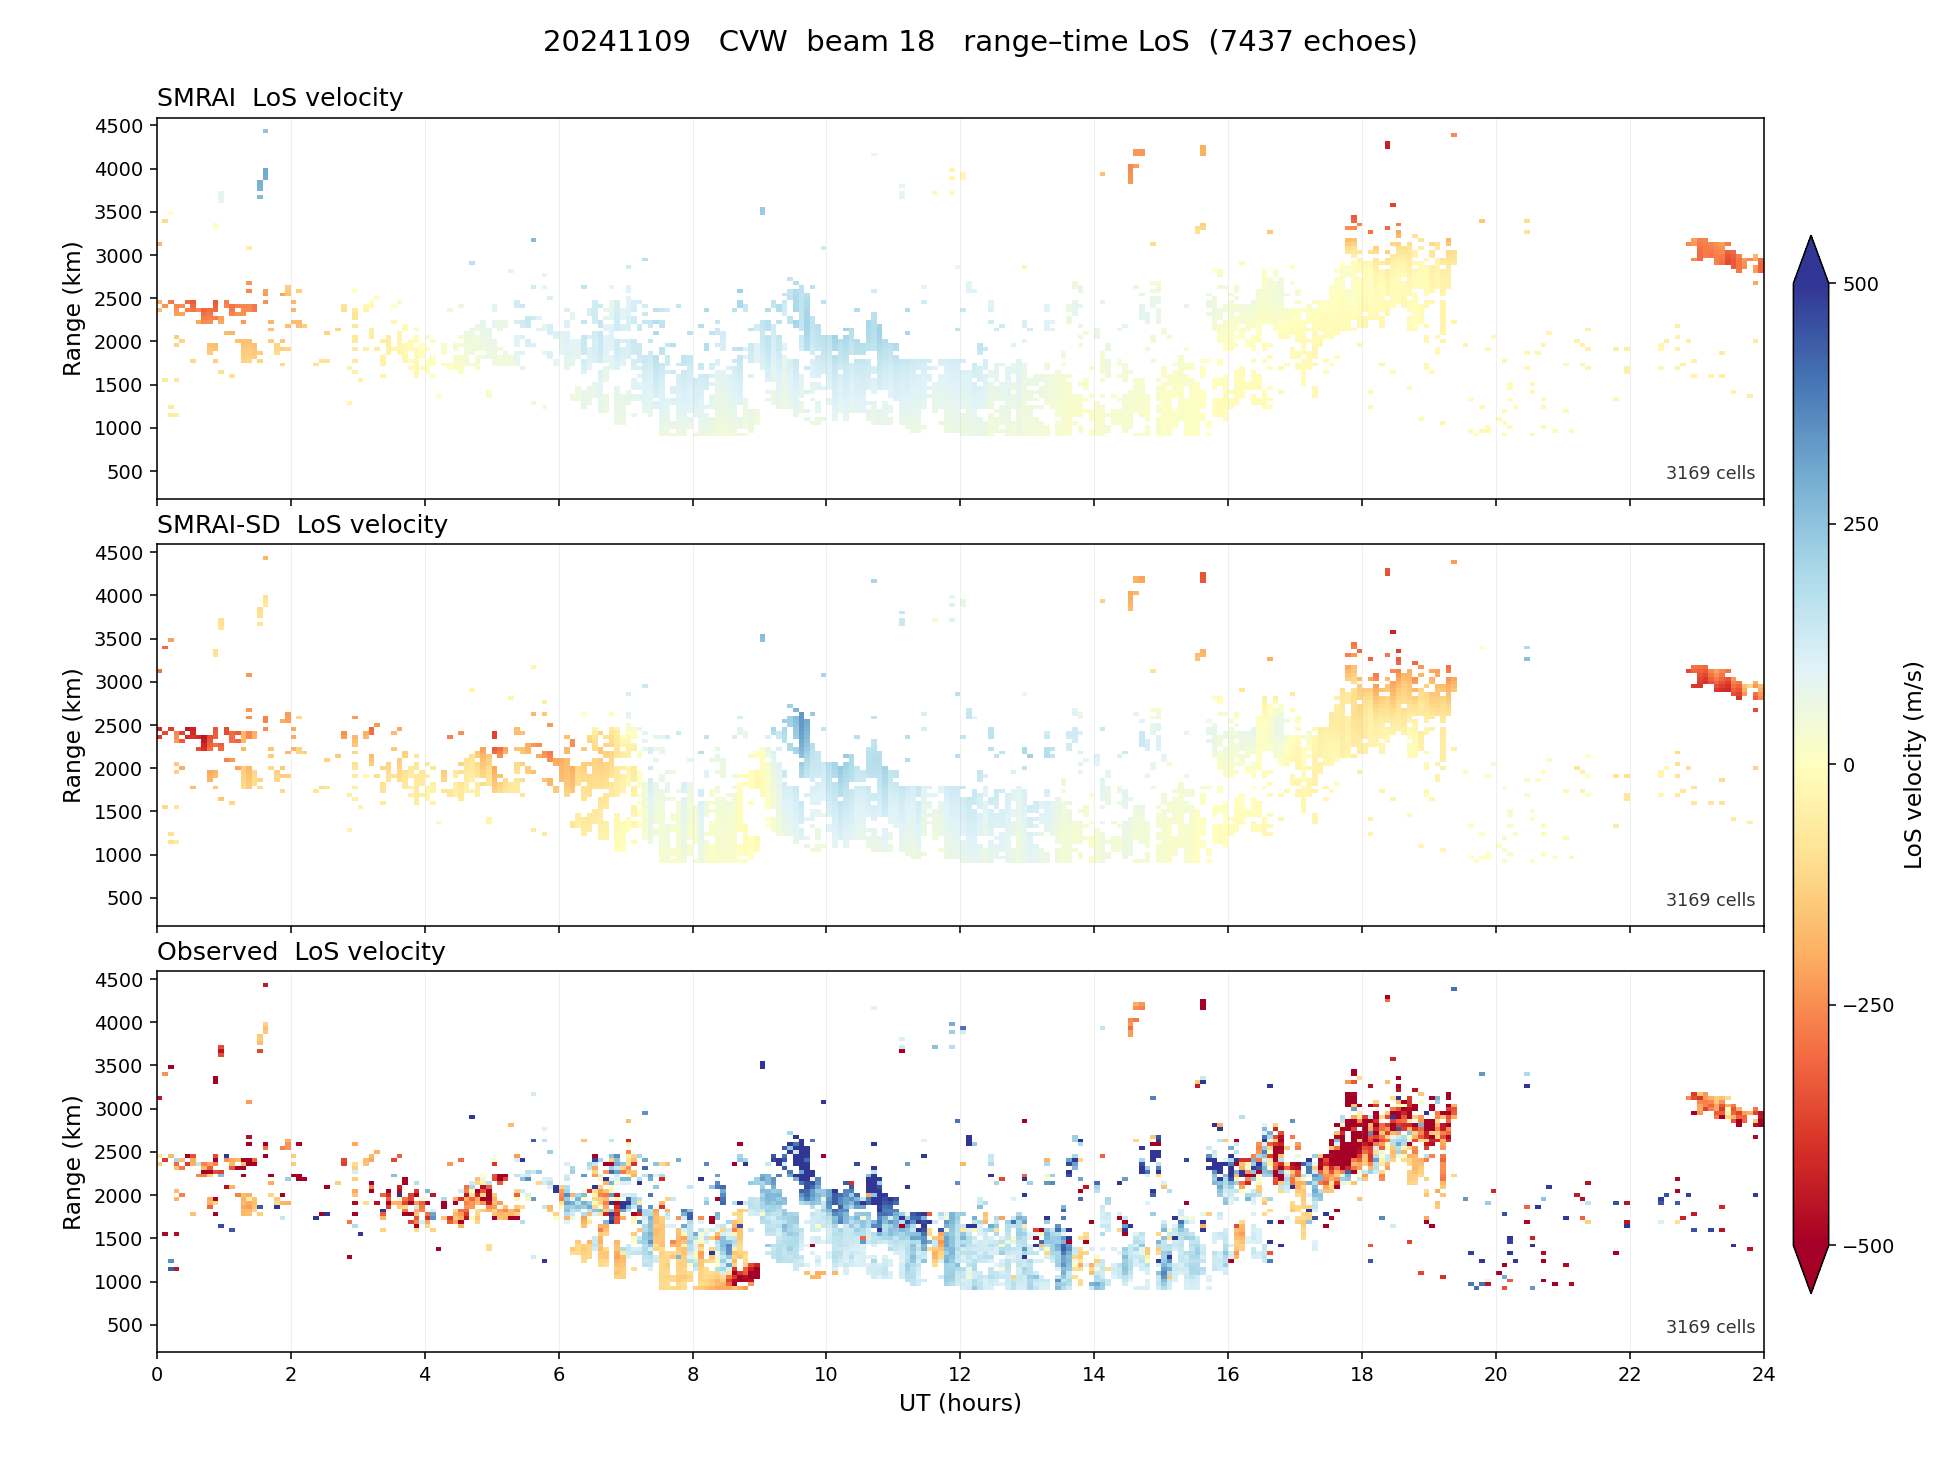 20241109   CVW  beam 18   range–time LoS  (7437 echoes)
SMRAI  LoS velocity
4500
4000
3500
3000
2500
2000
1500
1000
500
Range (km)
3169 cells
SMRAI-SD  LoS velocity
4500
4000
3500
3000
2500
2000
1500
1000
500
Range (km)
3169 cells
Observed  LoS velocity
4500
4000
3500
3000
2500
2000
1500
1000
500
Range (km)
3169 cells
0 2 4 6 8 10 12 14 16 18 20 22 24
UT (hours)
500
250
0
−250
−500
LoS velocity (m/s)